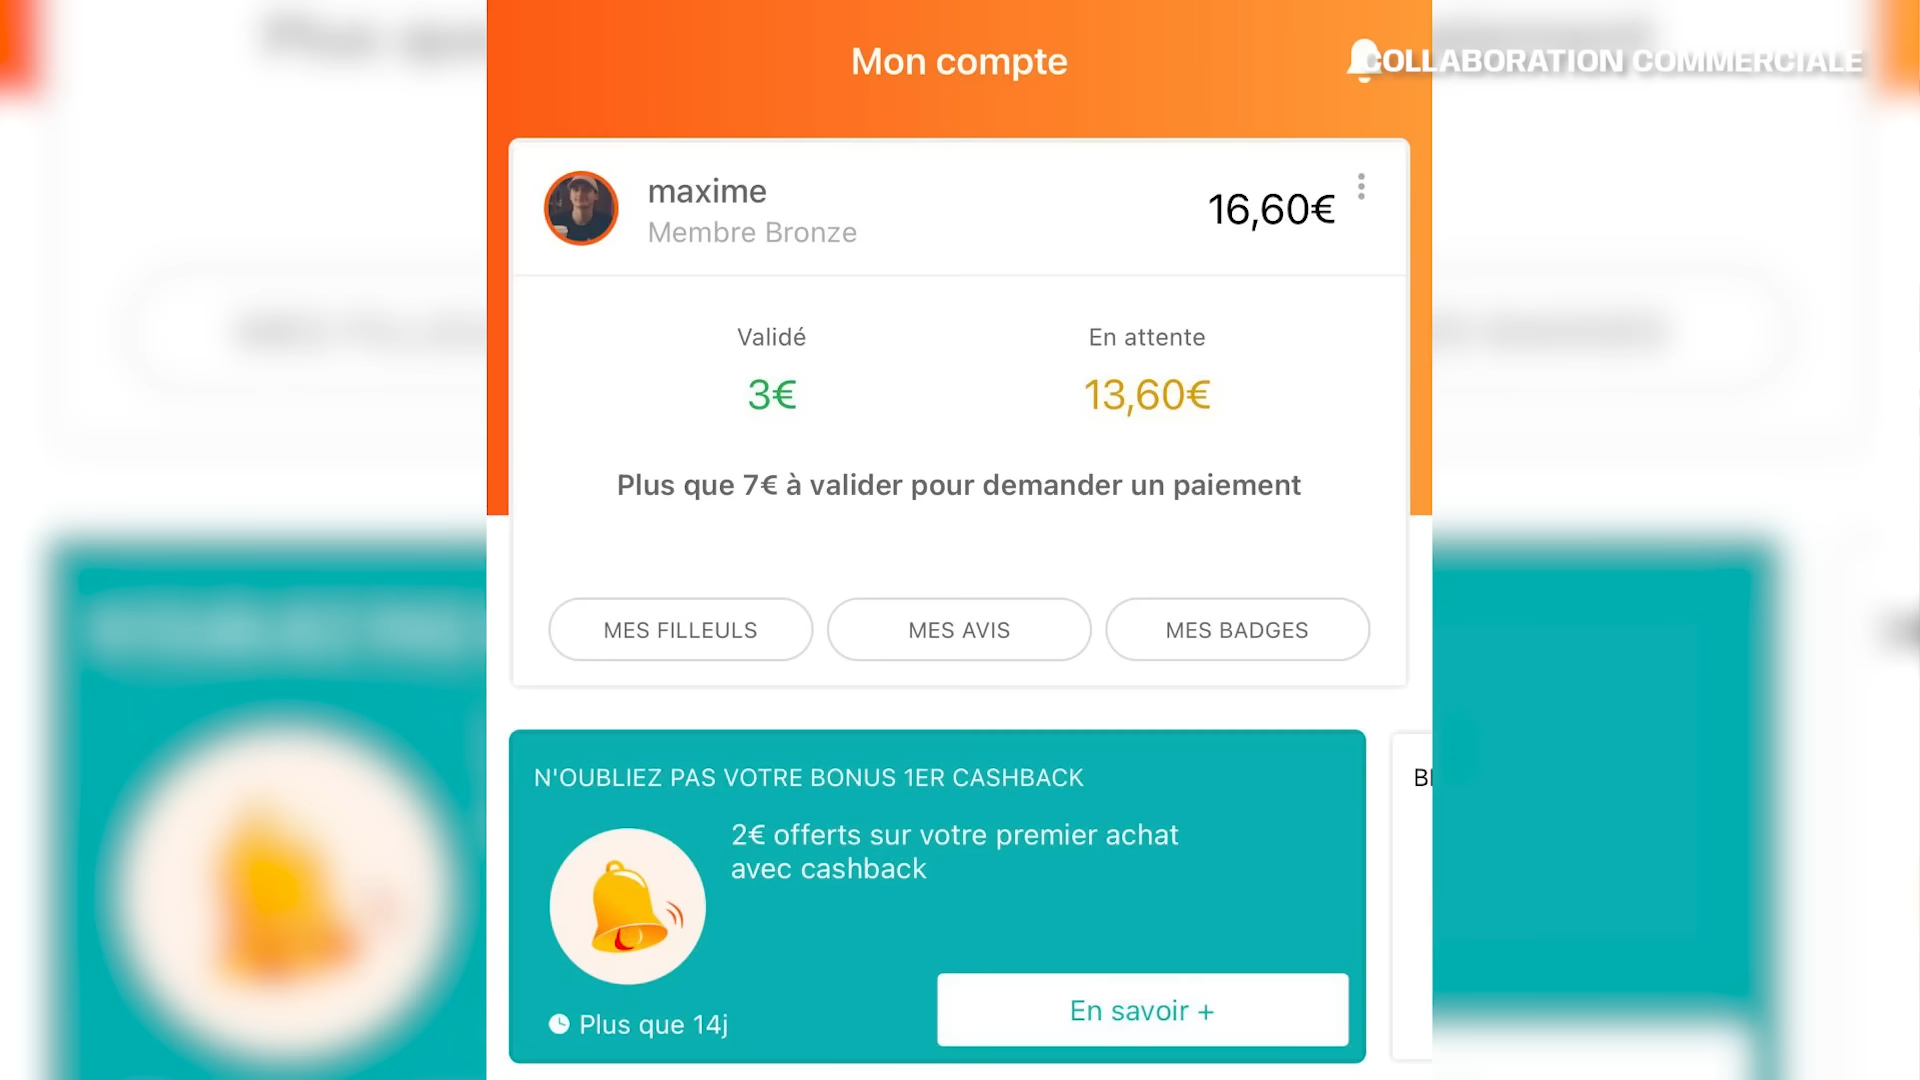 Mon compte
COLLABORATION COMMERCIALE
maxime
Membre Bronze
16,60€
Validé
En attente
3€
13,60€
Plus que 7€ à valider pour demander un paiement
MES FILLEULS
MES AVIS
MES BADGES
N'OUBLIEZ PAS VOTRE BONUS 1ER CASHBACK
2€ offerts sur votre premier achat
avec cashback
Plus que 14j
En savoir +